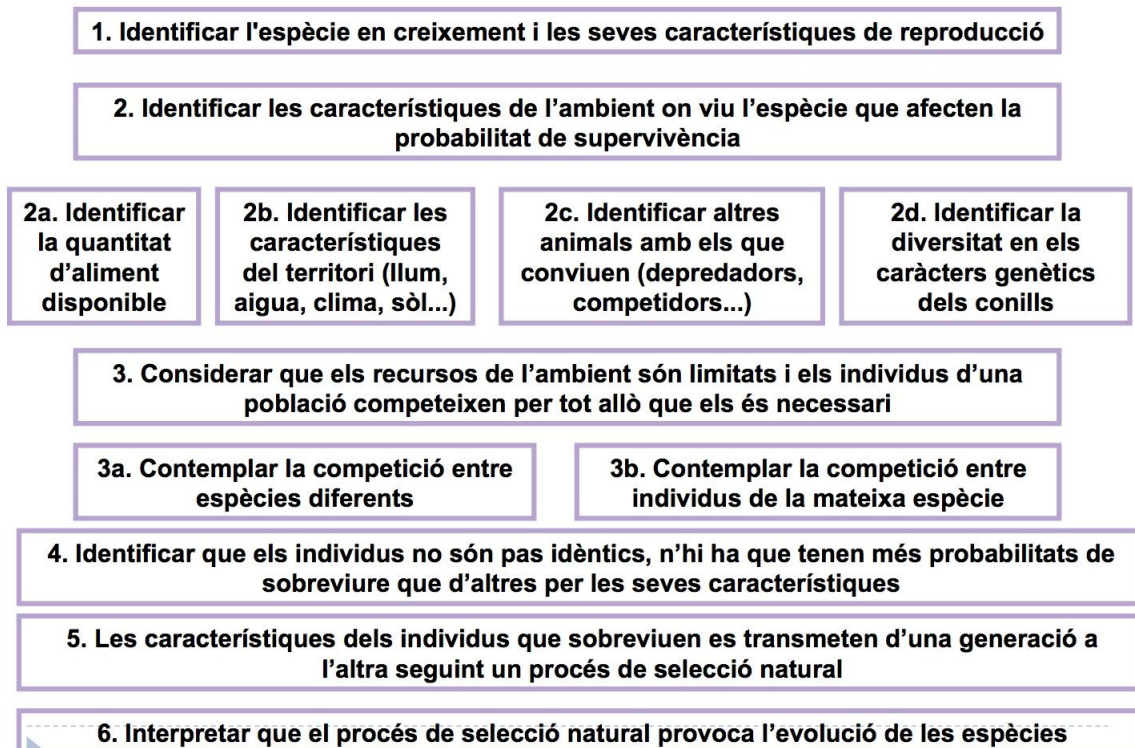 1. Identificar l'espècie en creixement i les seves característiques de reproducció
2. Identificar les característiques de l’ambient on viu l’espècie que afecten la
probabilitat de supervivència
2a. Identificar
la quantitat
d’aliment
disponible
2b. Identificar les
característiques
del territori (llum,
aigua, clima, sòl...)
2c. Identificar altres
animals amb els que
conviuen (depredadors,
competidors...)
2d. Identificar la
diversitat en els
caràcters genètics
dels conills
3. Considerar que els recursos de l’ambient són limitats i els individus d’una
població competeixen per tot allò que els és necessari
3a. Contemplar la competició entre
espècies diferents
3b. Contemplar la competició entre
individus de la mateixa espècie
4. Identificar que els individus no són pas idèntics, n’hi ha que tenen més probabilitats de
sobreviure que d’altres per les seves característiques
5. Les característiques dels individus que sobreviuen es transmeten d’una generació a
l’altra seguint un procés de selecció natural
6. Interpretar que el procés de selecció natural provoca l’evolució de les espècies